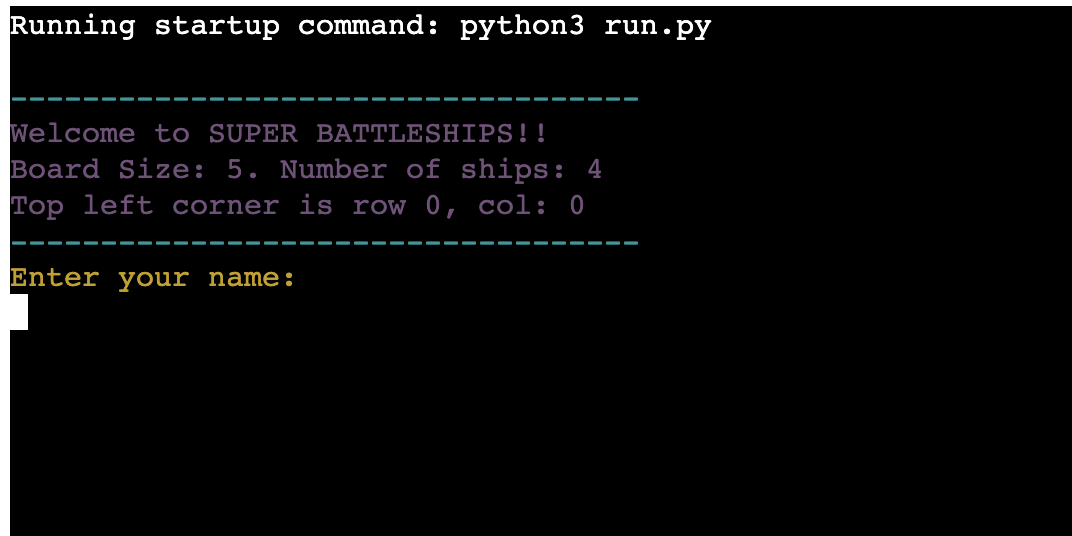 Running startup command: python3 run.py
-----------------------------------
Welcome to SUPER BATTLESHIPS!!
Board Size: 5. Number of ships: 4
Top left corner is row 0, col: 0
-----------------------------------
Enter your name: